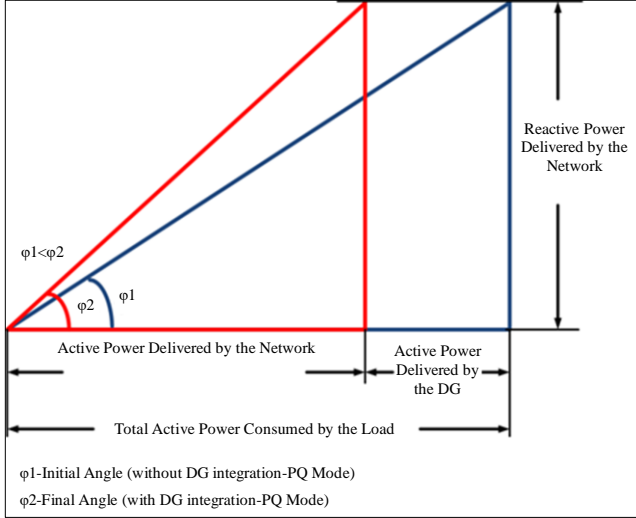 Reactive Power
Delivered by the
Network
φ1<φ2
φ2
φ1
Active Power Delivered by the Network
Active Power
Delivered by
the DG
Total Active Power Consumed by the Load
φ1-Initial Angle (without DG integration-PQ Mode)
φ2-Final Angle (with DG integration-PQ Mode)